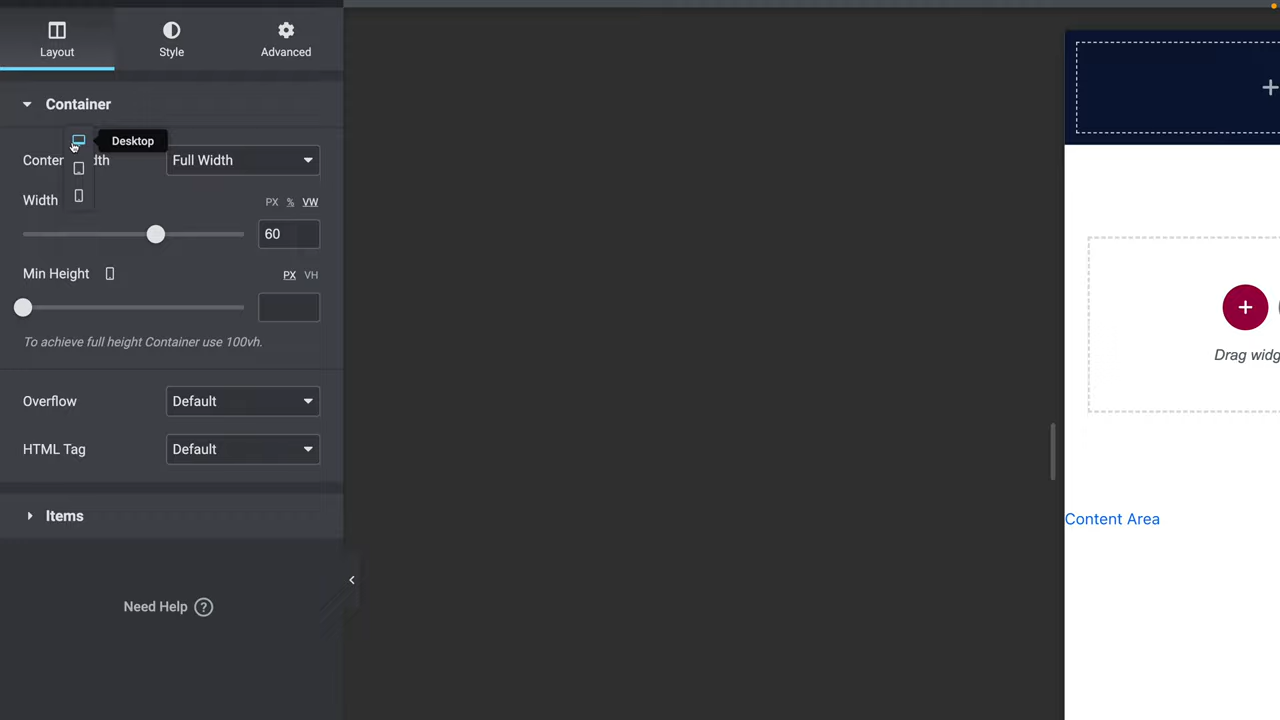 Layout
Style
Advanced
Container
Desktop
Conten dth
Full Width
Width
PX % VW
60
Min Height
PX VH
To achieve full height Container use 100vh.
Overflow
Default
HTML Tag
Default
Items
Need Help ?
Drag widg
Content Area